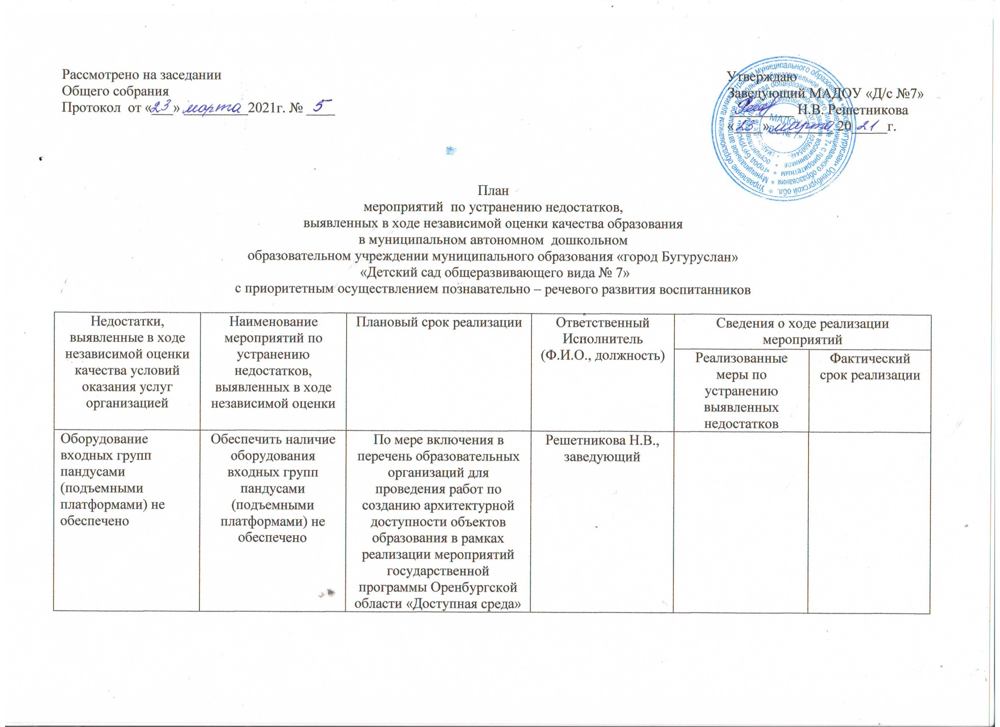 Рассмотрено на заседании
Общего собрания
Протокол от «23» марта 2021г. № 5
Утверждаю
Заведующий МАДОУ «Д/с №7»
Н.В. Решетникова
«23» марта 2021 г.
План
мероприятий по устранению недостатков,
выявленных в ходе независимой оценки качества образования
в муниципальном автономном дошкольном
образовательном учреждении муниципального образования «город Бугуруслан»
«Детский сад общеразвивающего вида № 7»
с приоритетным осуществлением познавательно – речевого развития воспитанников
Недостатки,
выявленные в ходе
независимой оценки
качества условий
оказания услуг
организацией
Наименование
мероприятий по
устранению
недостатков,
выявленных в ходе
независимой оценки
Плановый срок реализации
Ответственный
Исполнитель
(Ф.И.О., должность)
Сведения о ходе реализации
мероприятий
Реализованные
меры по
устранению
выявленных
недостатков
Фактический
срок реализации
Оборудование
входных групп
пандусами
(подъемными
платформами) не
обеспечено
Обеспечить наличие
оборудования
входных групп
пандусами
(подъемными
платформами) не
обеспечено
По мере включения в
перечень образовательных
организаций для
проведения работ по
созданию архитектурной
доступности объектов
образования в рамках
реализации мероприятий
государственной
программы Оренбургской
области «Доступная среда»
Решетникова Н.В.,
заведующий